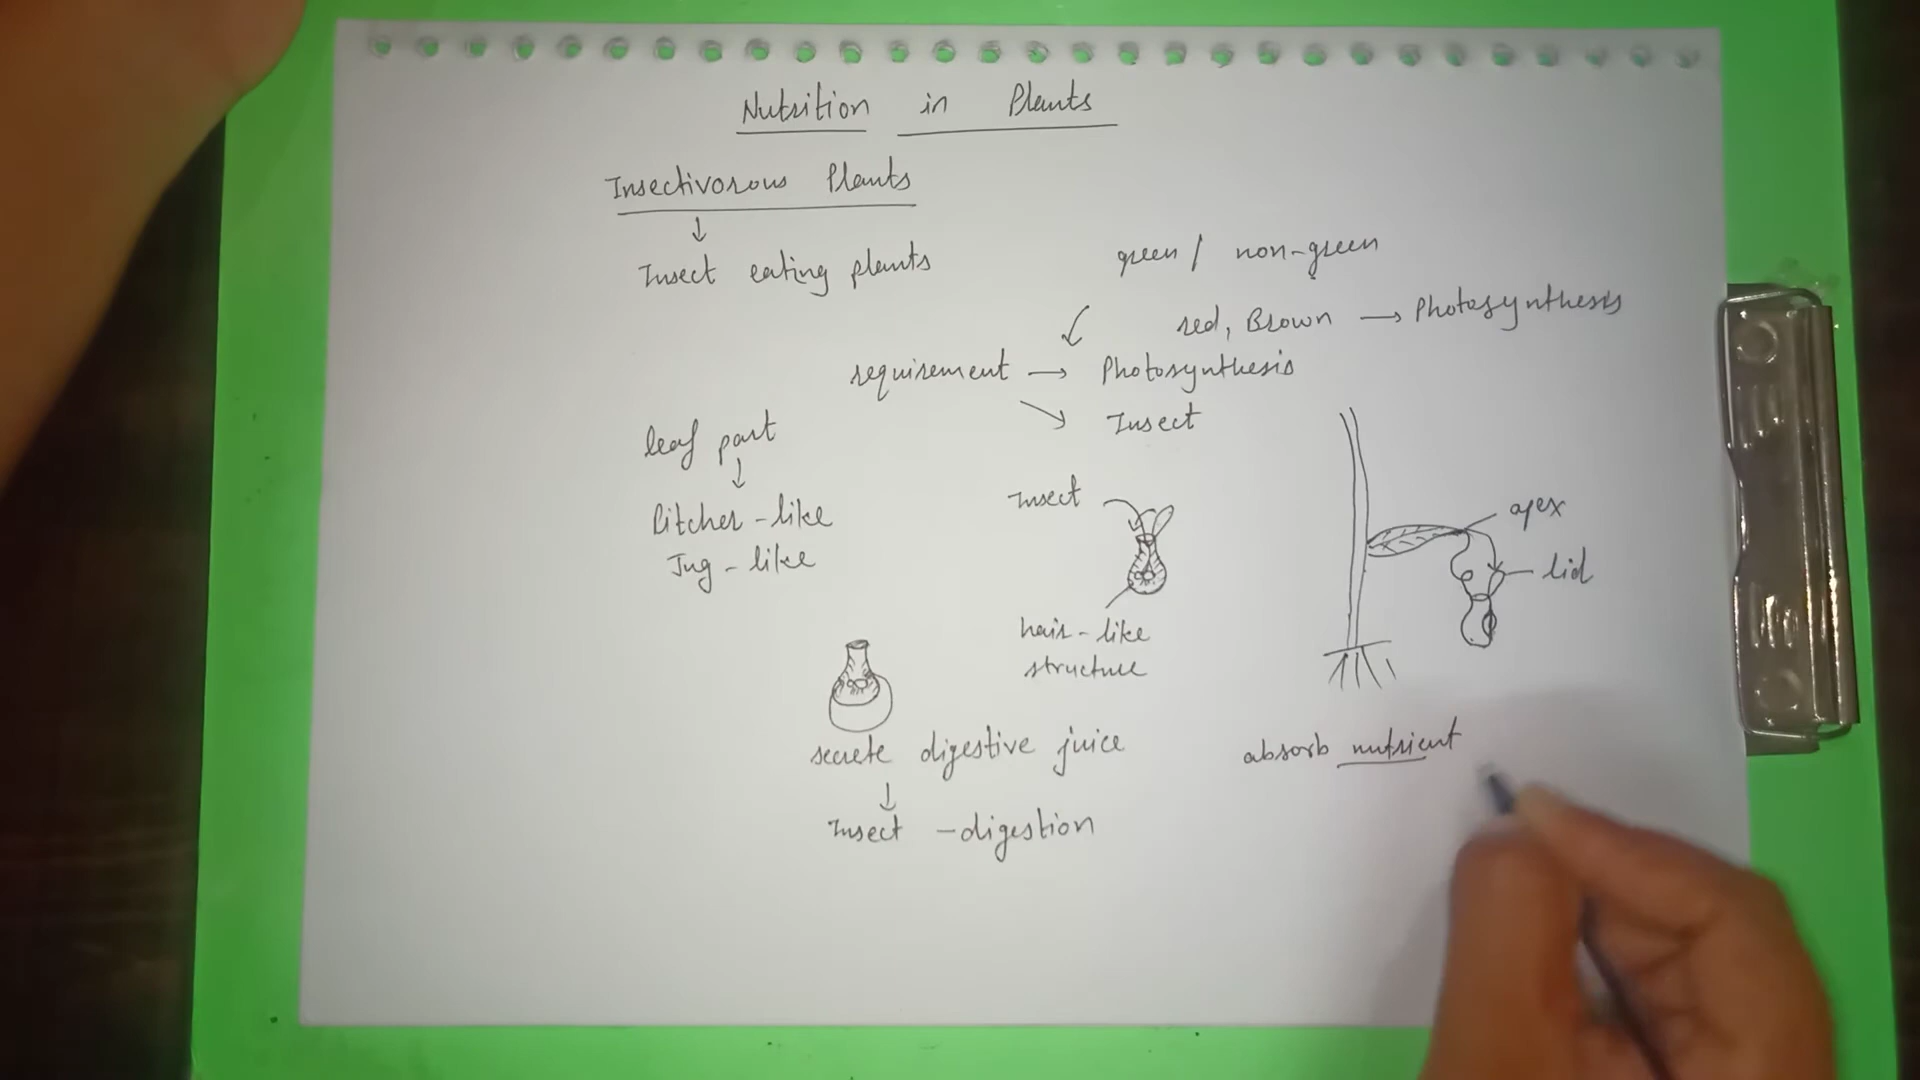 Nutrition in Plants
Insectivorous Plants
↓
Insect eating plants
green / non-green
red, Brown → Photosynthesis
requirement → Photosynthesis
Insect
leaf part
↓
Pitcher-like
Jug-like
Insect
hair-like
structure
apex
lid
secrete digestive juice
↓
Insect - digestion
absorb nutrient